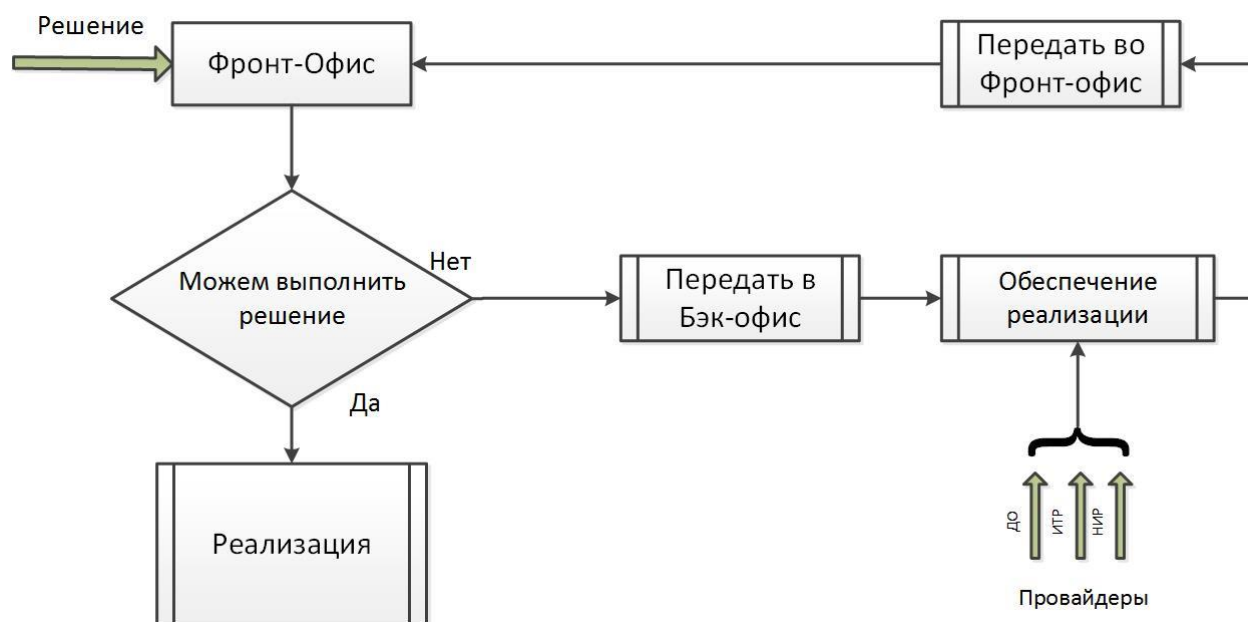 Решение
Фронт-Офис
Передать во
Фронт-офис
Можем выполнить
решение
Нет
Передать в
Бэк-офис
Обеспечение
реализации
Да
Реализация
ДО
ИТР
НИР
Провайдеры